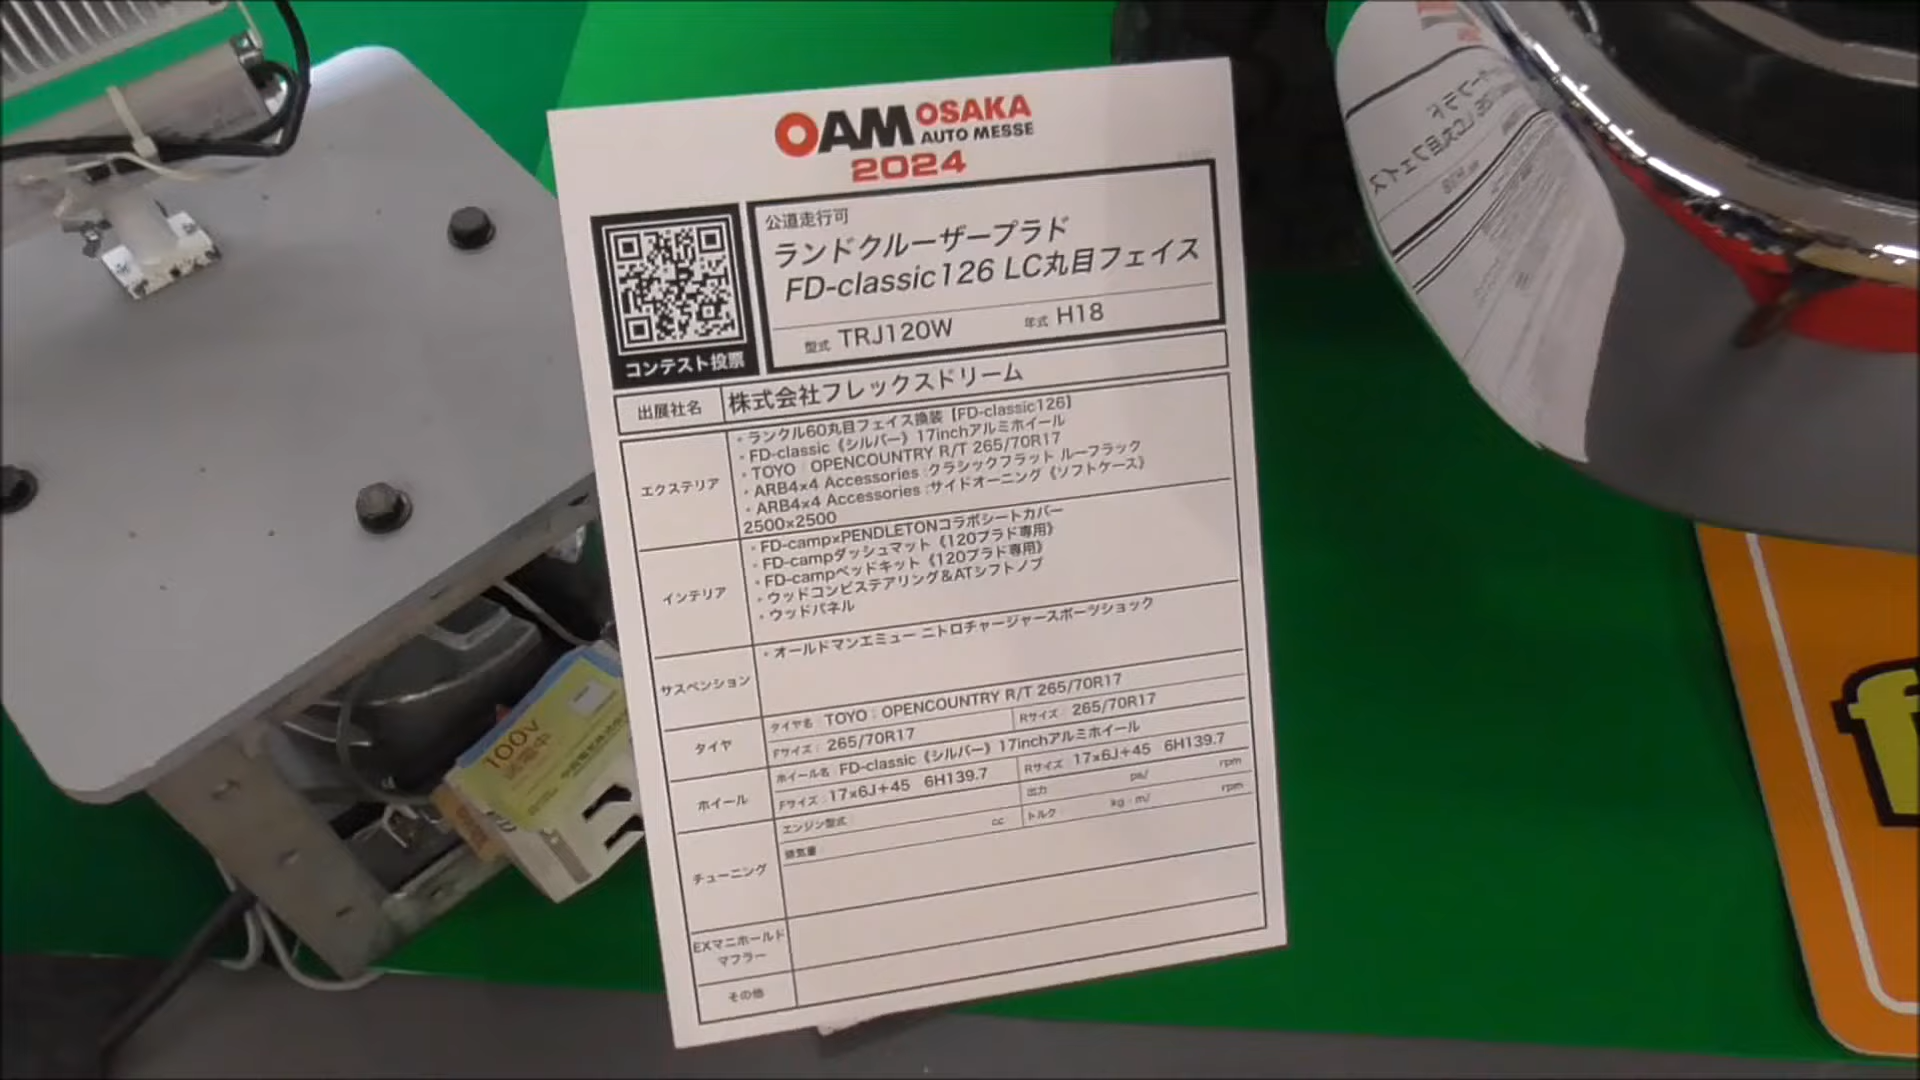 OAM OSAKA
AUTO MESSE
2024
公道走行可
ランドクルーザープラド
FD-classic126 LC丸目フェイス
型式 TRJ120W 年式 H18
コンテスト投票
出展社名 株式会社フレックスドリーム
エクステリア
・ランクル60丸目フェイス換装【FD-classic126】
・FD-classic《シルバー》17inchアルミホイール
・TOYO：OPENCOUNTRY R/T 265/70R17
・ARB4×4 Accessories :クラシックフラット ルーフラック
・ARB4×4 Accessories :サイドオーニング《ソフトケース》
2500×2500
インテリア
・FD-camp×PENDLETONコラボシートカバー
・FD-campダッシュマット《120プラド専用》
・FD-campベッドキット《120プラド専用》
・ウッドコンビステアリング&ATシフトノブ
・ウッドパネル
サスペンション
・オールドマンエミュー ニトロチャージャースポーツショック
タイヤ
タイヤ名 TOYO：OPENCOUNTRY R/T 265/70R17
Fサイズ：265/70R17 Rサイズ：265/70R17
ホイール
ホイール名：FD-classic《シルバー》17inchアルミホイール
Fサイズ：17×6J+45 6H139.7 Rサイズ 17×6J+45 6H139.7
チューニング
エンジン型式 出力 ps/ rpm
排気量 cc トルク kg・m/ rpm
EXマニホールド
マフラー
その他
100V
f